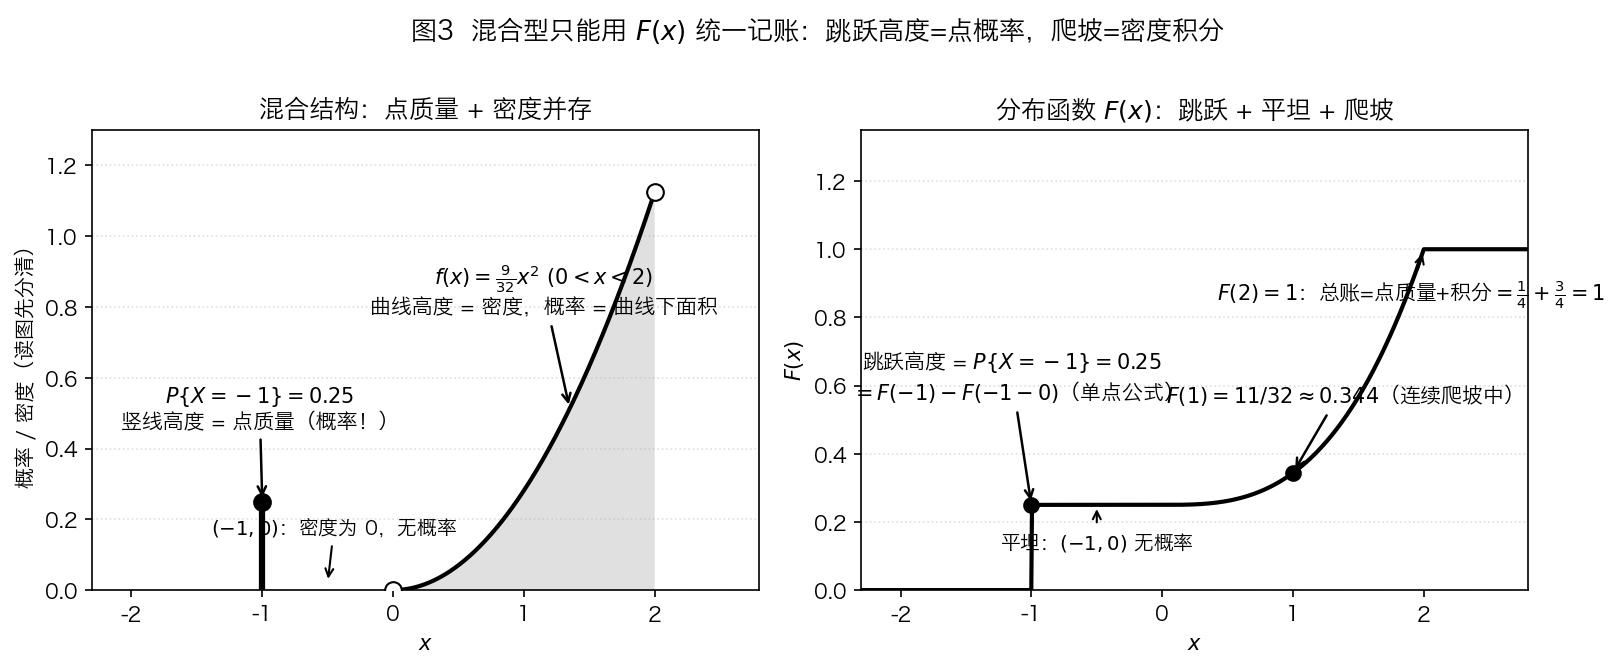 图3 混合型只能用 F(x) 统一记账：跳跃高度=点概率，爬坡=密度积分
混合结构：点质量 + 密度并存
概率 / 密度（读图先分清）
1.2
1.0
0.8
0.6
0.4
0.2
0.0
f(x) = 9/32 x² (0 < x < 2)
曲线高度 = 密度，概率 = 曲线下面积
P{X = −1} = 0.25
竖线高度 = 点质量（概率！）
(−1, 0)：密度为 0，无概率
-2 -1 0 1 2
x
分布函数 F(x)：跳跃 + 平坦 + 爬坡
F(x)
1.2
1.0
0.8
0.6
0.4
0.2
0.0
F(2) = 1：总账=点质量+积分 = 1/4 + 3/4 = 1
跳跃高度 = P{X = −1} = 0.25
= F(−1) − F(−1 − 0)（单点公式）
F(1) = 11/32 ≈ 0.344（连续爬坡中）
平坦：(−1, 0) 无概率
-2 -1 0 1 2
x